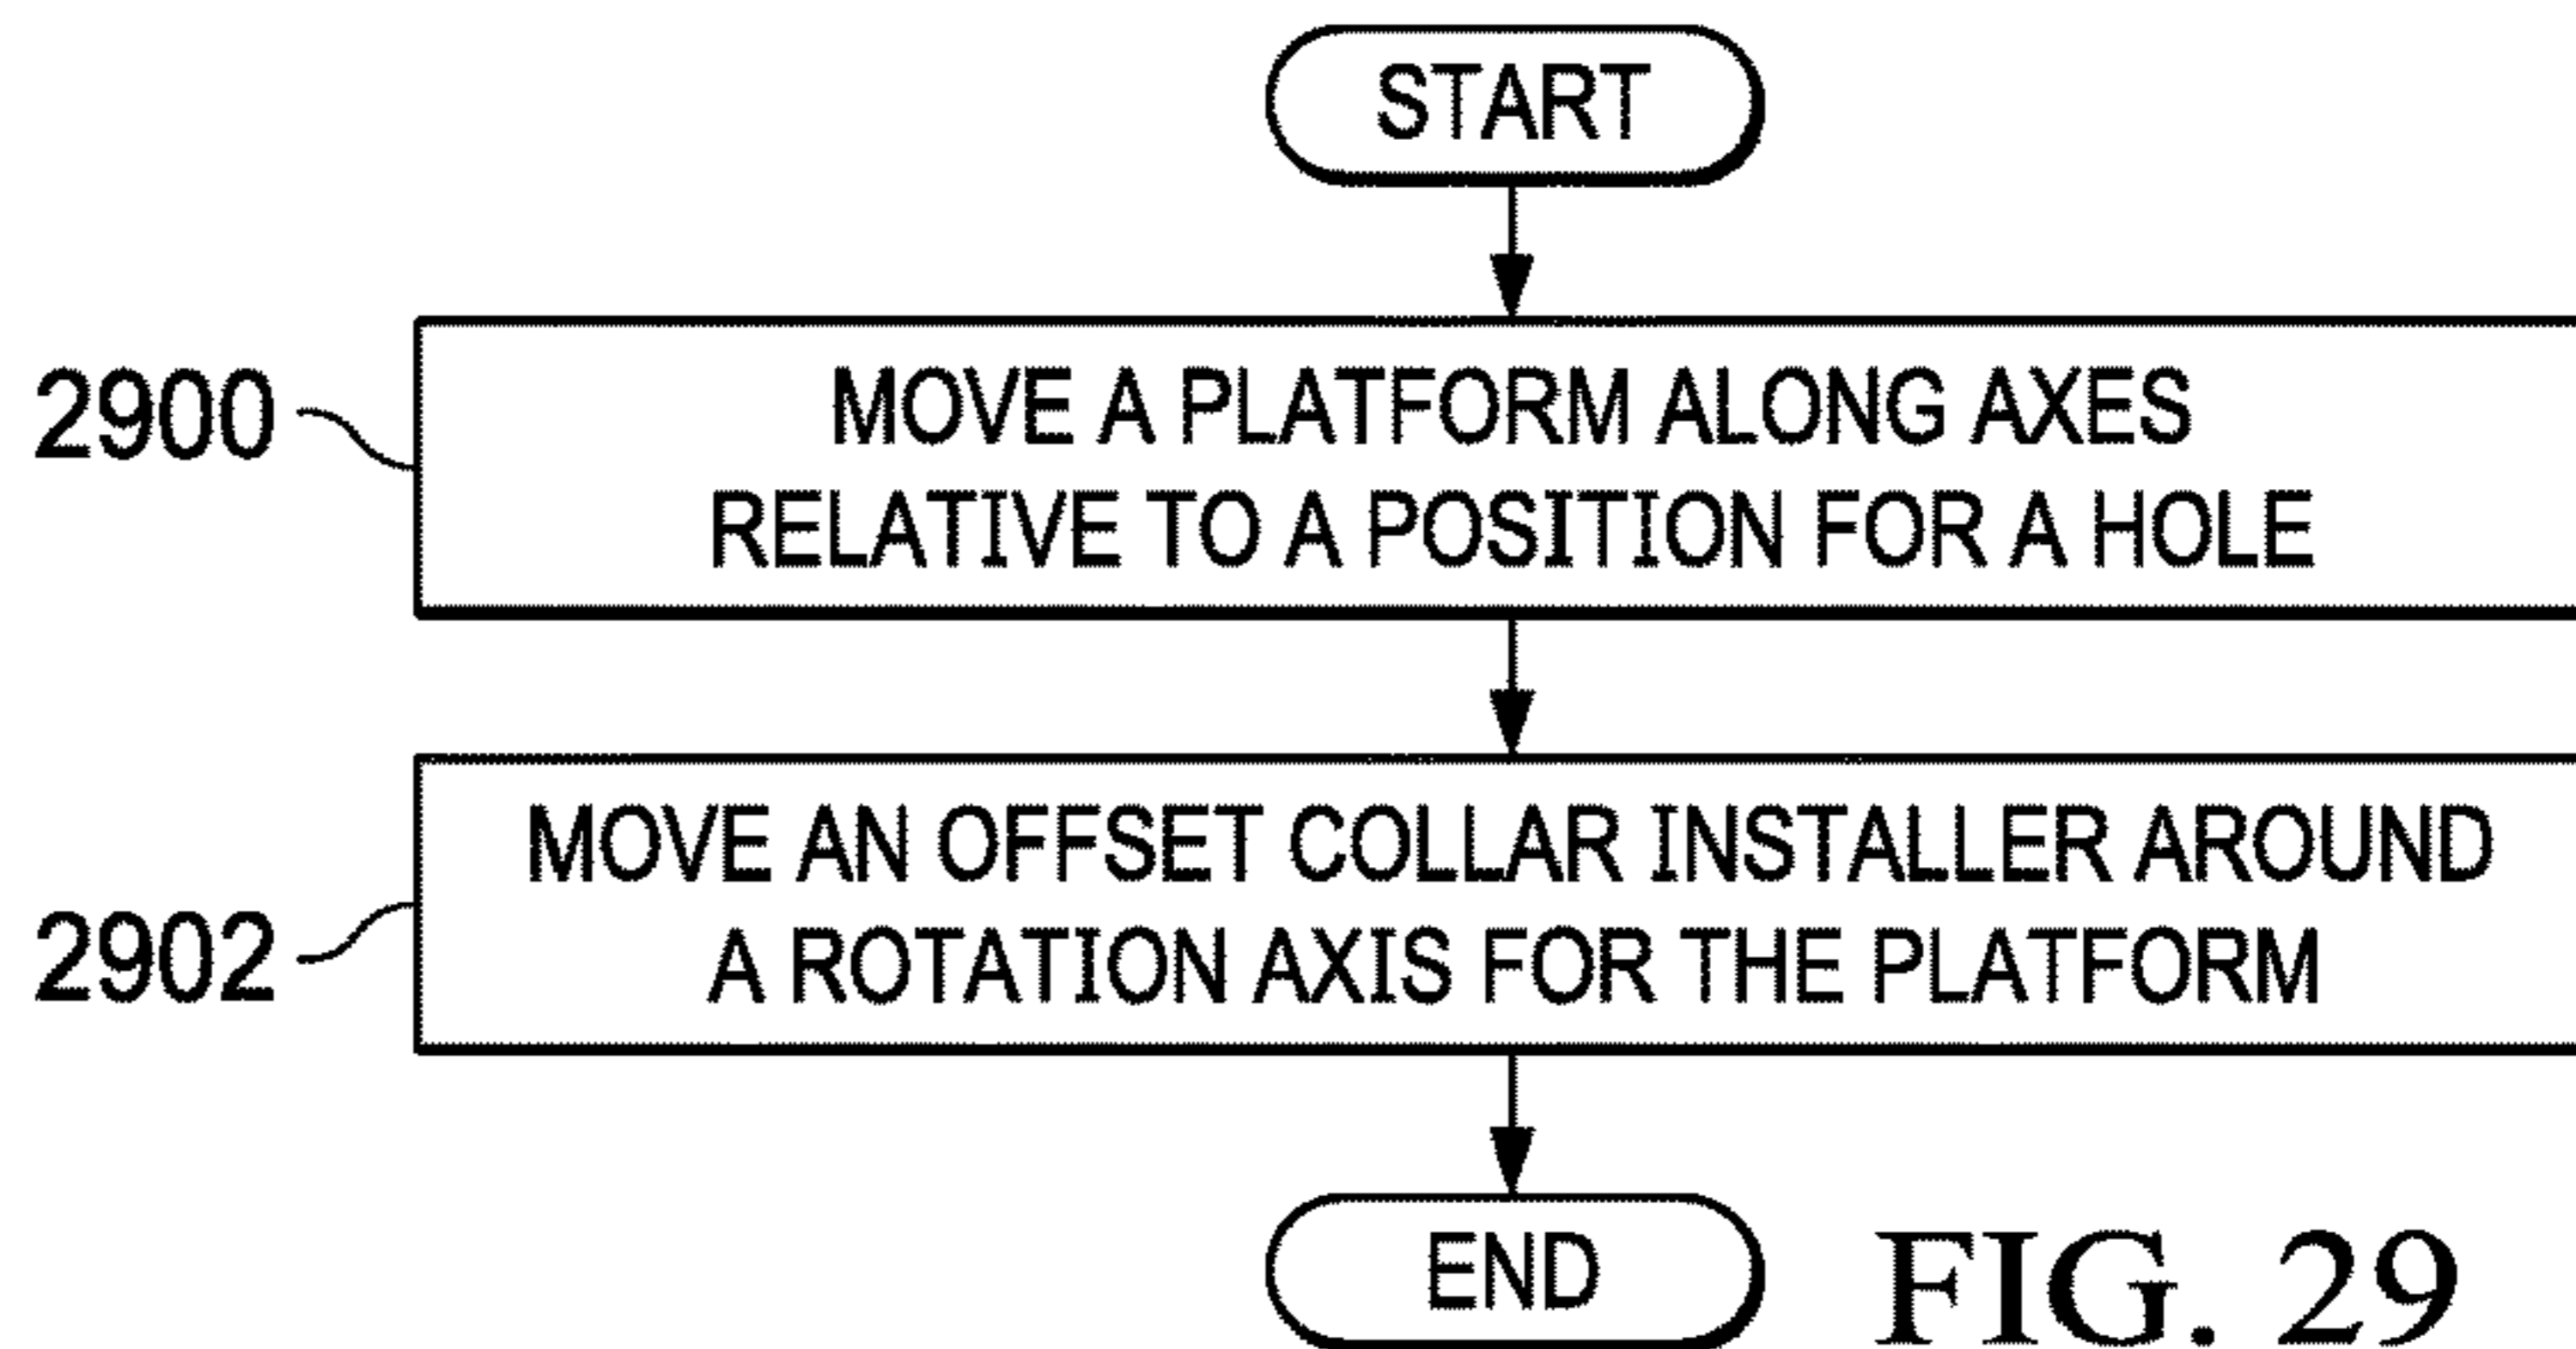 START
2900
MOVE A PLATFORM ALONG AXES
RELATIVE TO A POSITION FOR A HOLE
2902
MOVE AN OFFSET COLLAR INSTALLER AROUND
A ROTATION AXIS FOR THE PLATFORM
END
FIG. 29